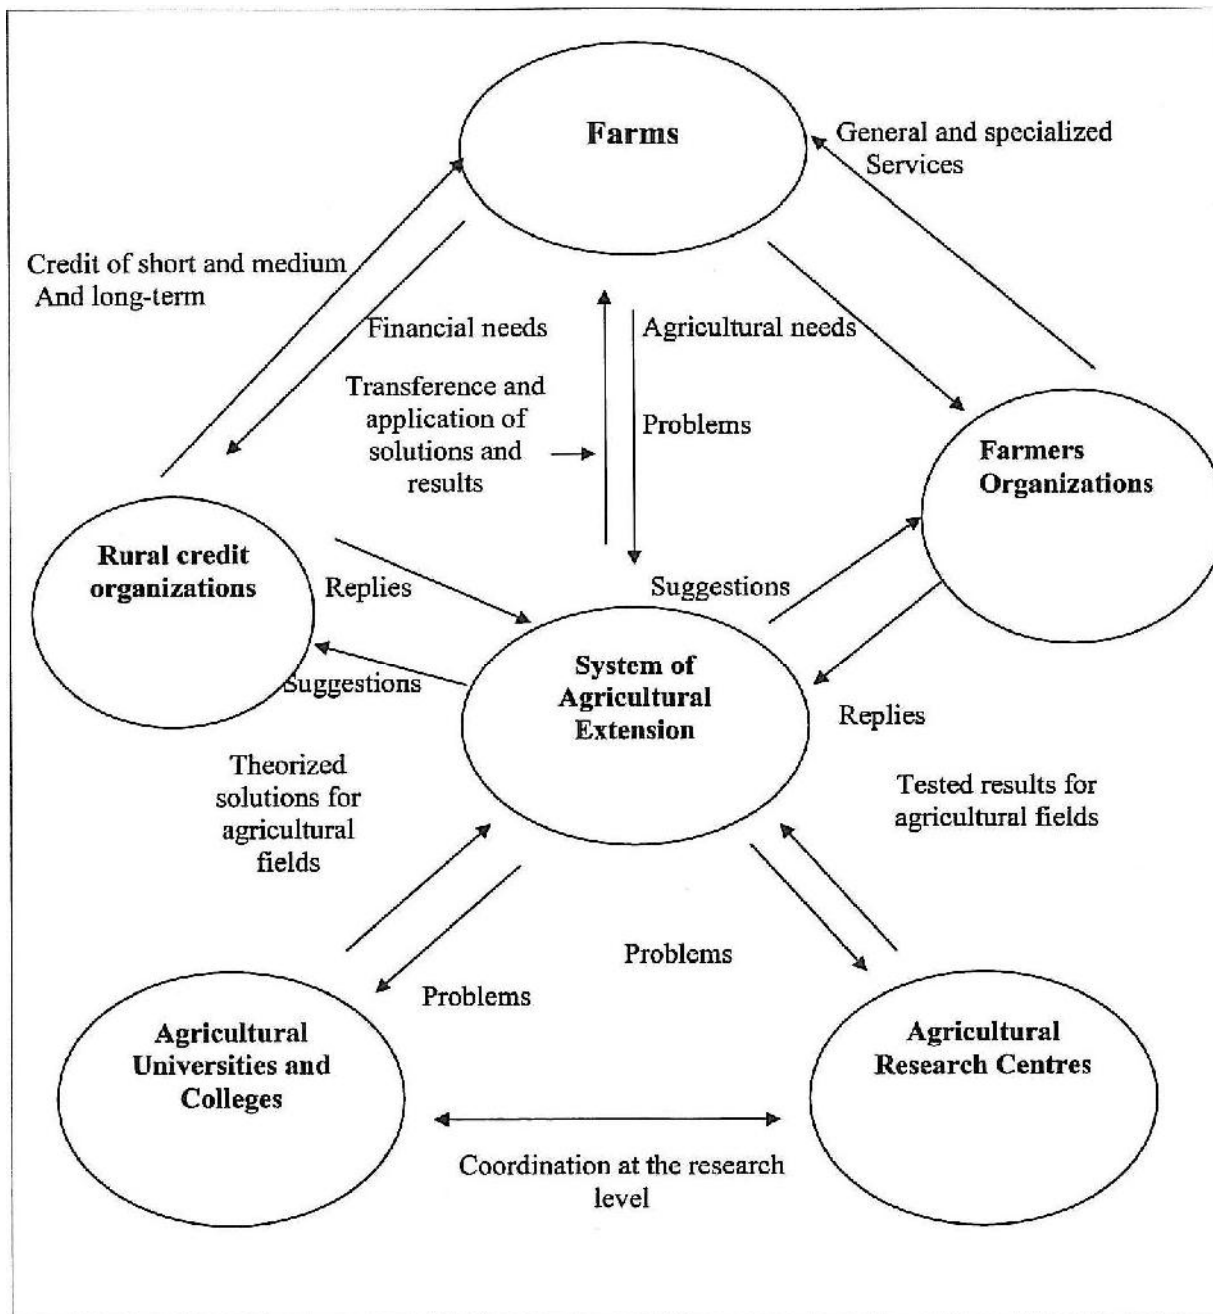 Farms
General and specialized
Services
Credit of short and medium
And long-term
Financial needs
Agricultural needs
Transference and
application of
solutions and
results
Problems
Farmers
Organizations
Rural credit
organizations
Replies
Suggestions
Suggestions
System of
Agricultural
Extension
Replies
Theorized
solutions for
agricultural
fields
Tested results for
agricultural fields
Problems
Problems
Agricultural
Universities and
Colleges
Agricultural
Research Centres
Coordination at the research
level